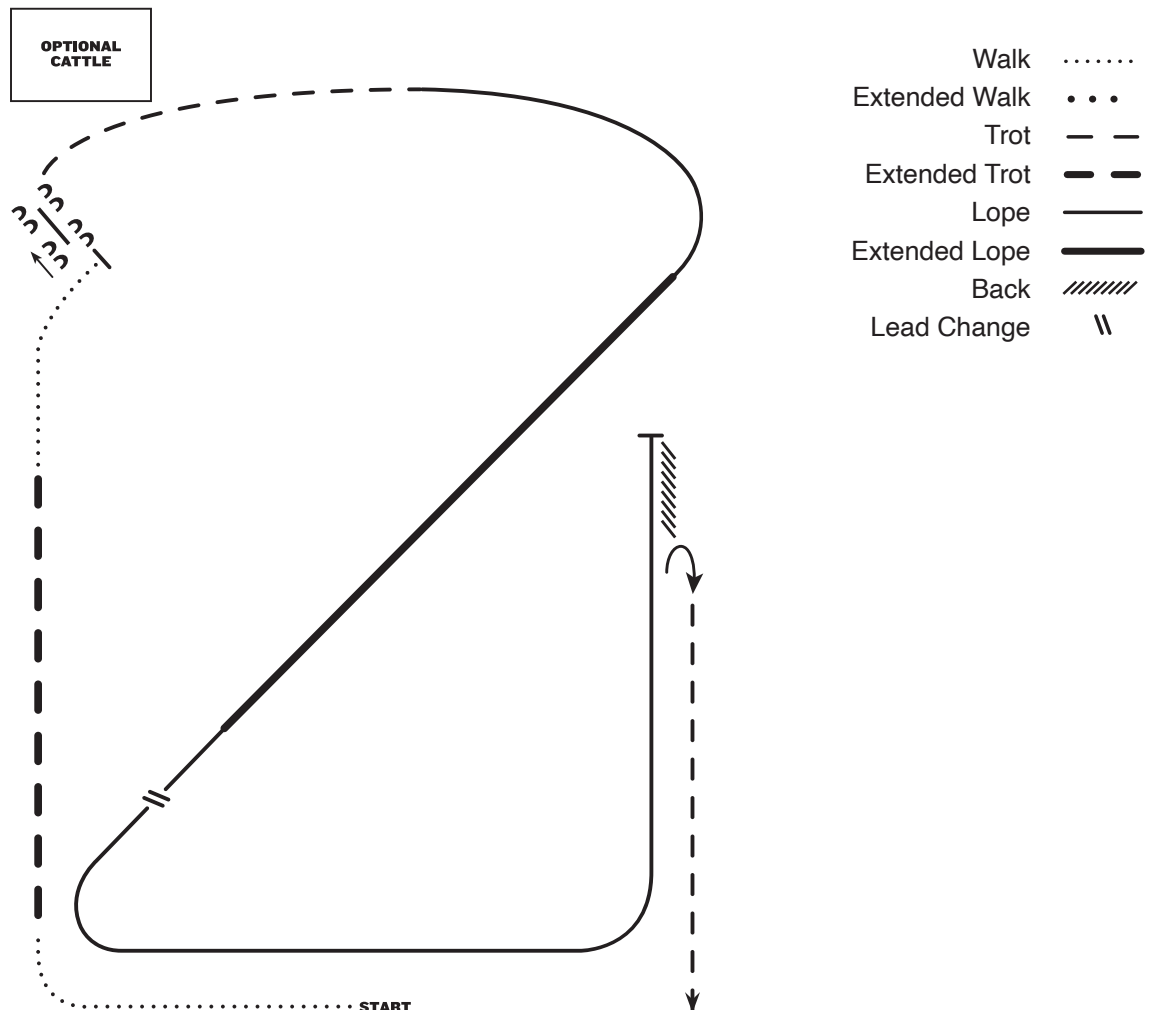 OPTIONAL
CATTLE
Walk
Extended Walk
Trot
Extended Trot
Lope
Extended Lope
Back
Lead Change
START